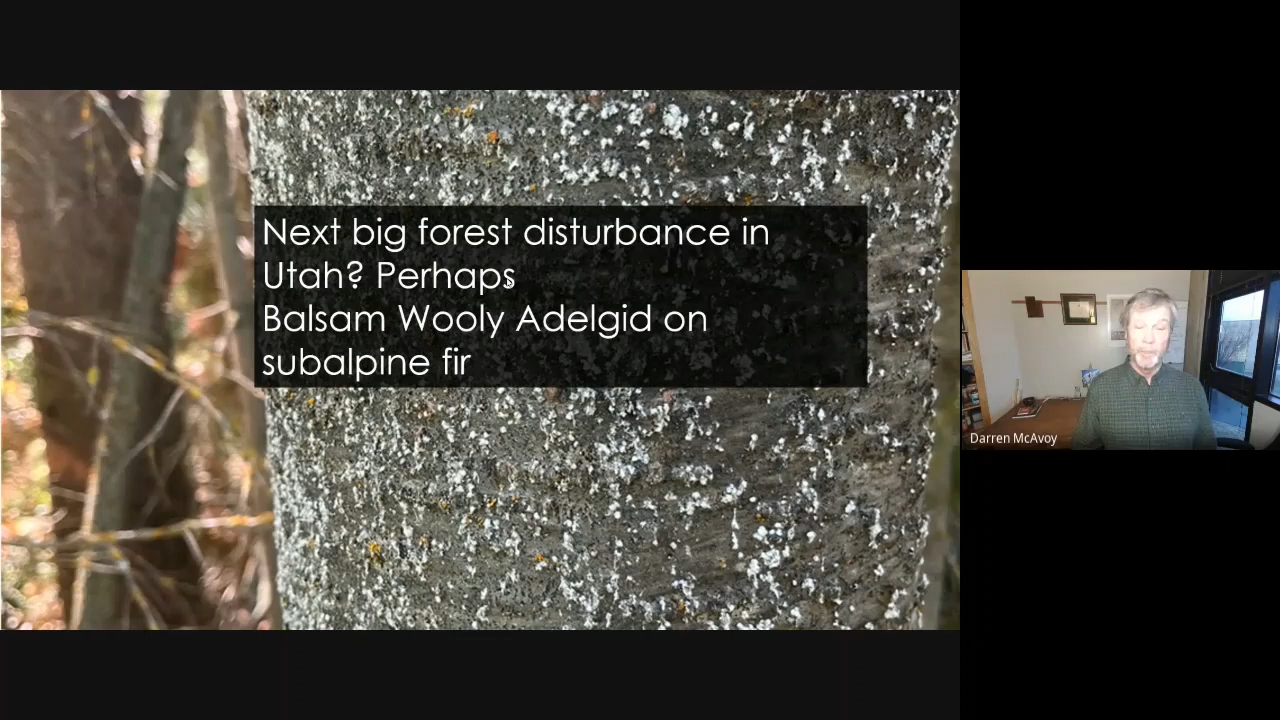 Next big forest disturbance in
Utah? Perhaps
Balsam Wooly Adelgid on
subalpine fir
Darren McAvoy